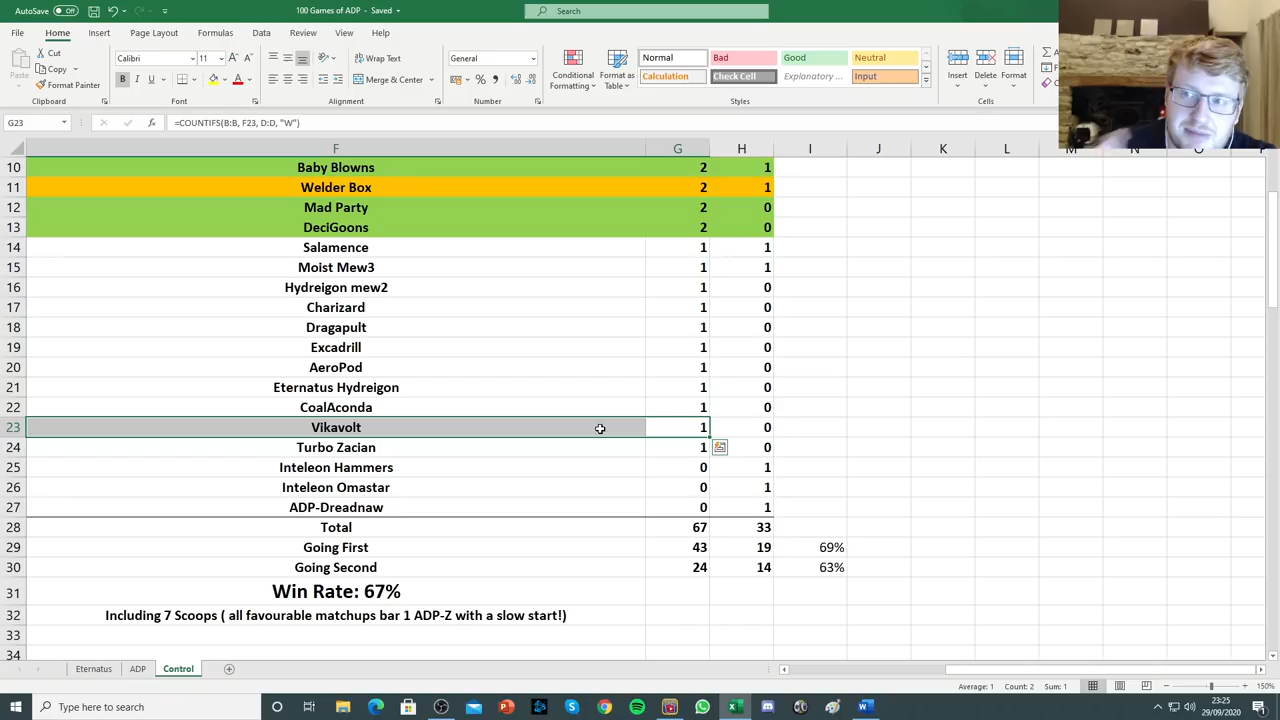 AutoSave Off 100 Games of ADP - Saved Search
File Home Insert Page Layout Formulas Data Review View Help
Cut
Copy
Format Painter
Paste
Calibri 11
B I U
Wrap Text
Merge & Center
General
Conditional Formatting
Format as Table
Normal Bad Good Neutral
Calculation Check Cell Explanatory ... Input
Insert Delete Format
Clipboard Font Alignment Number Styles Cells
G23 fx =COUNTIFS(B:B, F23, D:D, "W")
F G H I J K L M N O P
10 Baby Blowns 2 1
11 Welder Box 2 1
12 Mad Party 2 0
13 DeciGoons 2 0
14 Salamence 1 1
15 Moist Mew3 1 1
16 Hydreigon mew2 1 0
17 Charizard 1 0
18 Dragapult 1 0
19 Excadrill 1 0
20 AeroPod 1 0
21 Eternatus Hydreigon 1 0
22 CoalAconda 1 0
23 Vikavolt 1 0
24 Turbo Zacian 1 0
25 Inteleon Hammers 0 1
26 Inteleon Omastar 0 1
27 ADP-Dreadnaw 0 1
28 Total 67 33
29 Going First 43 19 69%
30 Going Second 24 14 63%
31 Win Rate: 67%
32 Including 7 Scoops ( all favourable matchups bar 1 ADP-Z with a slow start!)
33
34
Eternatus ADP Control
Average: 1 Count: 2 Sum: 1 150%
Type here to search
23:25
29/09/2020